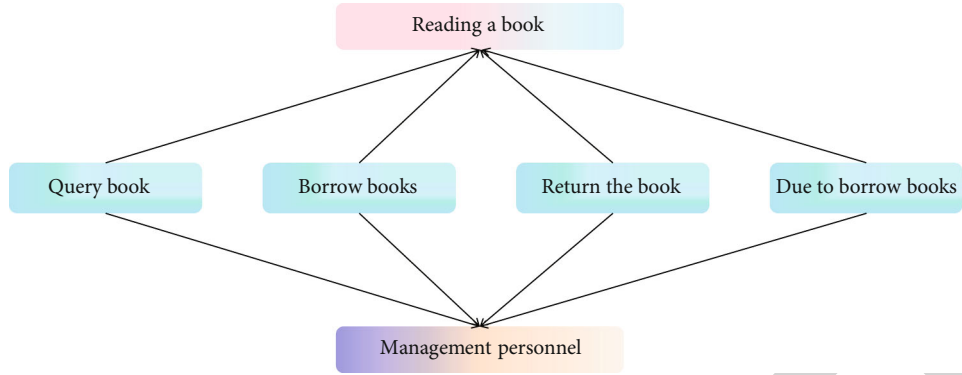 Reading a book
Query book
Borrow books
Return the book
Due to borrow books
Management personnel